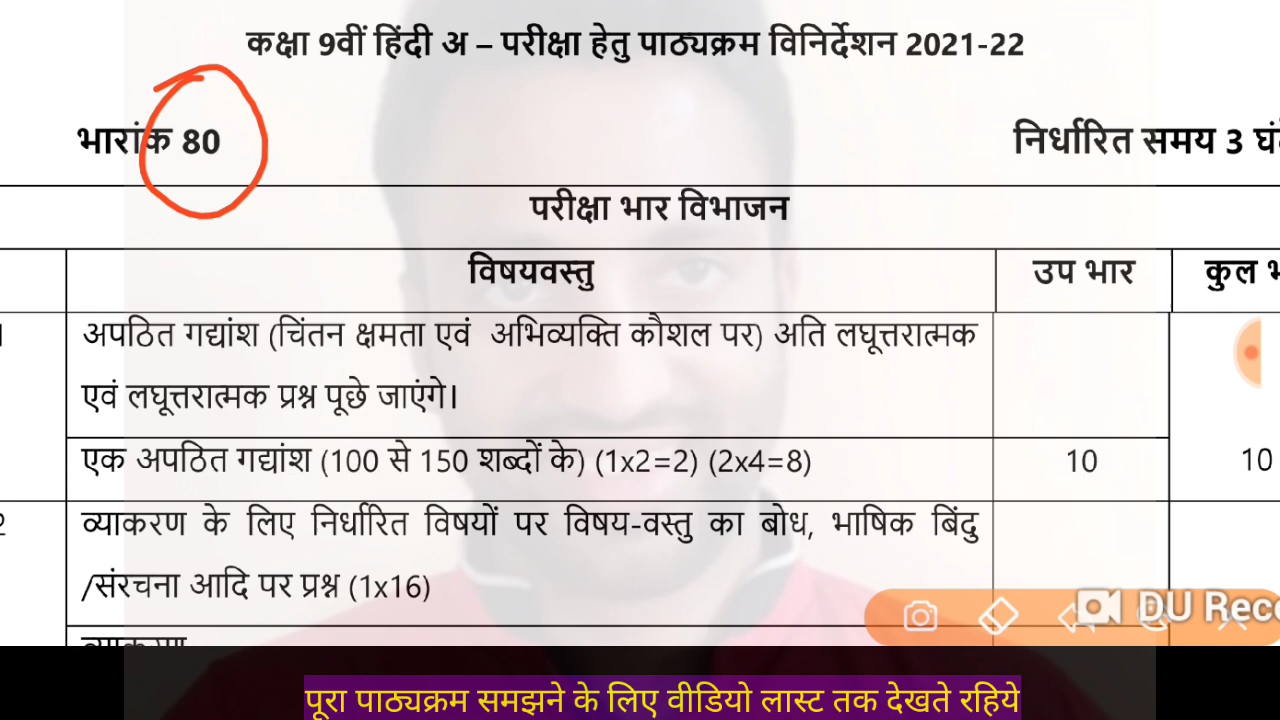 कक्षा 9वीं हिंदी अ – परीक्षा हेतु पाठ्यक्रम विनिर्देशन 2021-22
भारांक 80 निर्धारित समय 3
परीक्षा भार विभाजन
विषयवस्तु उप भार कुल
अपठित गद्यांश (चिंतन क्षमता एवं अभिव्यक्ति कौशल पर) अति लघूत्तरात्मक
एवं लघूत्तरात्मक प्रश्न पूछे जाएंगे।
एक अपठित गद्यांश (100 से 150 शब्दों के) (1x2=2) (2x4=8) 10 10
2 व्याकरण के लिए निर्धारित विषयों पर विषय-वस्तु का बोध, भाषिक बिंदु
/संरचना आदि पर प्रश्न (1x16)
DU Rec
व्याकरण
पूरा पाठ्यक्रम समझने के लिए वीडियो लास्ट तक देखते रहिये